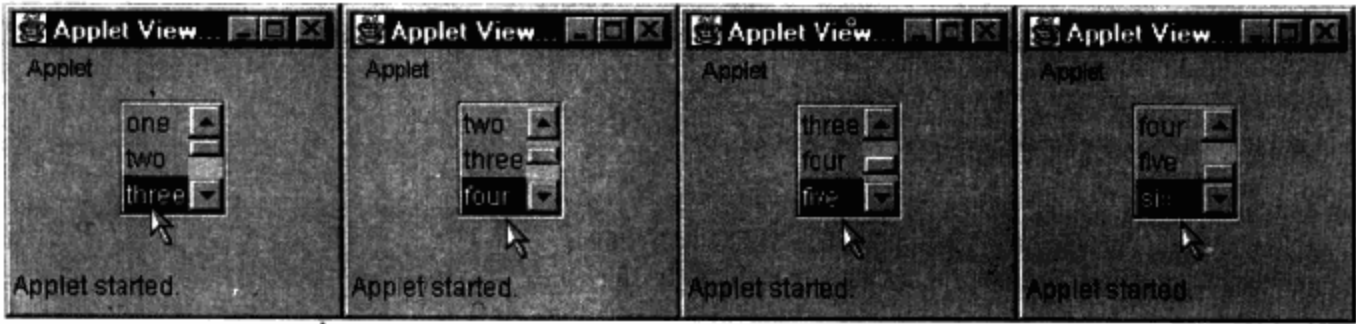 Applet View...
Applet
one
two
three
Applet started.
Applet View...
Applet
two
three
four
Applet started.
Applet View...
Applet
three
four
five
Applet started.
Applet View...
Applet
four
five
six
Applet started.